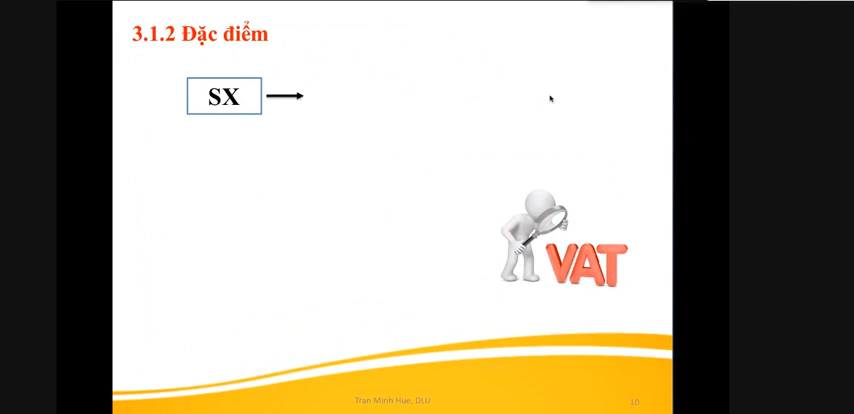 3.1.2 Đặc điểm
SX
VAT
Tran Minh Hue, DLU
10